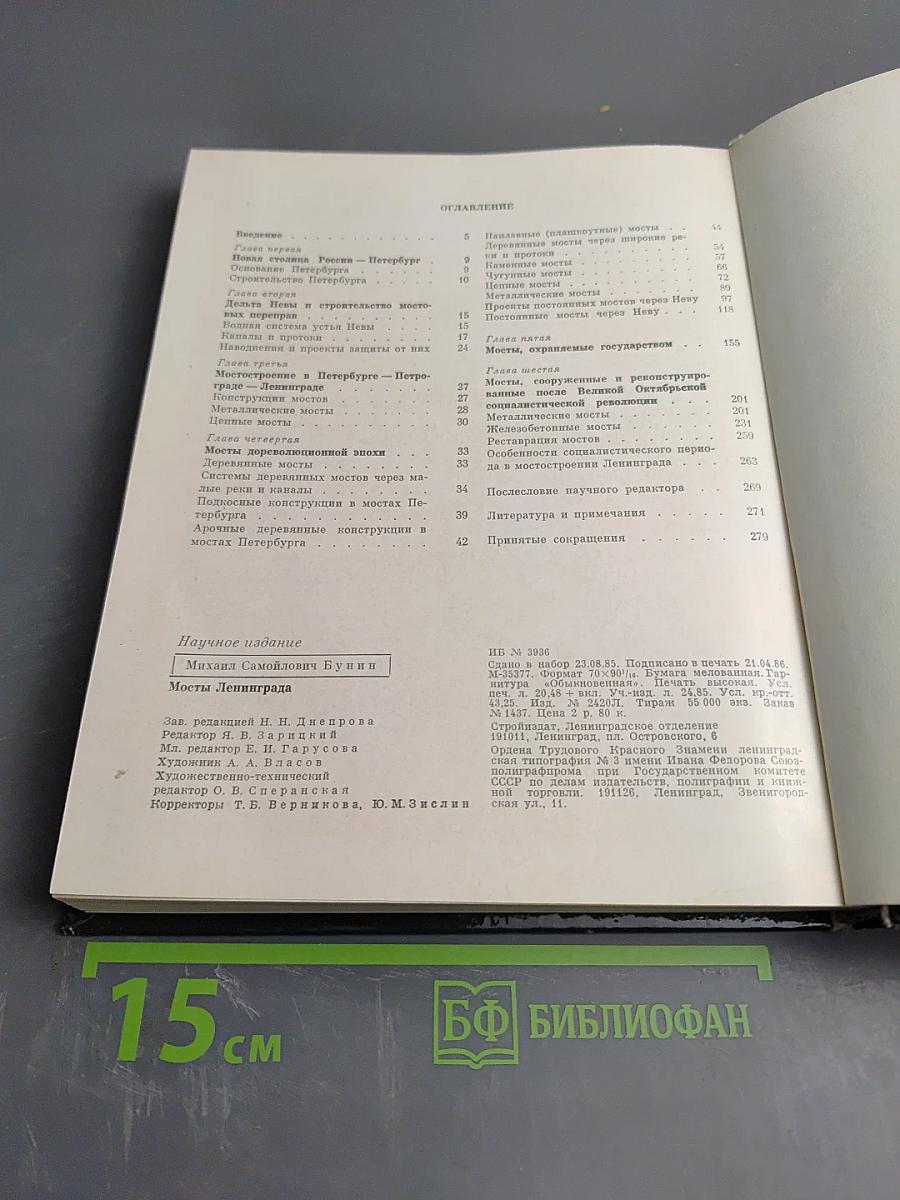 ОГЛАВЛЕНИЕ
Введение . . . . . . . . . . . . 5
Глава первая
Новая столица России — Петербург . 9
Основание Петербурга . . . . . . . 9
Строительство Петербурга . . . . . 10
Глава вторая
Дельта Невы и строительство мосто-
вых переправ . . . . . . . . . . 15
Водная система устья Невы . . . . . 15
Каналы и протоки . . . . . . . . 17
Наводнения и проекты защиты от них 24
Глава третья
Мостостроение в Петербурге — Петро-
граде — Ленинграде . . . . . . . 27
Конструкции мостов . . . . . . . 27
Металлические мосты . . . . . . . 28
Цепные мосты . . . . . . . . . . 30
Глава четвертая
Мосты дореволюционной эпохи . . . 33
Деревянные мосты . . . . . . . . 33
Системы деревянных мостов через ма-
лые реки и каналы . . . . . . . . 34
Подкосные конструкции в мостах Пе-
тербурга . . . . . . . . . . . . 39
Арочные деревянные конструкции в
мостах Петербурга . . . . . . . . 42
Наплавные (плашкоутные) мосты . . 44
Деревянные мосты через широкие ре-
ки и протоки . . . . . . . . . . 54
Каменные мосты . . . . . . . . . 57
Чугунные мосты . . . . . . . . . 66
Цепные мосты . . . . . . . . . . 72
Металлические мосты . . . . . . . 89
Проекты постоянных мостов через Неву 97
Постоянные мосты через Неву . . . 118
Глава пятая
Мосты, охраняемые государством . . 155
Глава шестая
Мосты, сооруженные и реконструиро-
ванные после Великой Октябрьской
социалистической революции . . . 201
Металлические мосты . . . . . . . 201
Железобетонные мосты . . . . . . 231
Реставрация мостов . . . . . . . . 259
Особенности социалистического перио-
да в мостостроении Ленинграда . . . 263
Послесловие научного редактора . . 269
Литература и примечания . . . . . 271
Принятые сокращения . . . . . . 279
Научное издание
Михаил Самойлович Бунин
Мосты Ленинграда
Зав. редакцией Н. Н. Днепрова
Редактор Я. В. Зарицкий
Мл. редактор Е. И. Гарусова
Художник А. А. Власов
Художественно-технический
редактор О. В. Сперанская
Корректоры Т. Б. Верникова, Ю. М. Зислин
ИБ № 3936
Сдано в набор 23.08.85. Подписано в печать 21.04.86.
М-35377. Формат 70×90 1/16. Бумага мелованная. Гар-
нитура «Обыкновенная». Печать высокая. Усл.
печ. л. 20,48 + вкл. Уч.-изд. л. 24,85. Усл. кр.-отт.
43,25. Изд. № 2420Л. Тираж 55 000 экз. Заказ
№ 1437. Цена 2 р. 80 к.
Стройиздат, Ленинградское отделение
191011, Ленинград, пл. Островского, 6
Ордена Трудового Красного Знамени ленинград-
ская типография № 3 имени Ивана Федорова Союз-
полиграфпрома при Государственном комитете
СССР по делам издательств, полиграфии и книж-
ной торговли. 191126, Ленинград, Звенигород-
ская ул., 11.
15 см
БФ БИБЛИОФАН